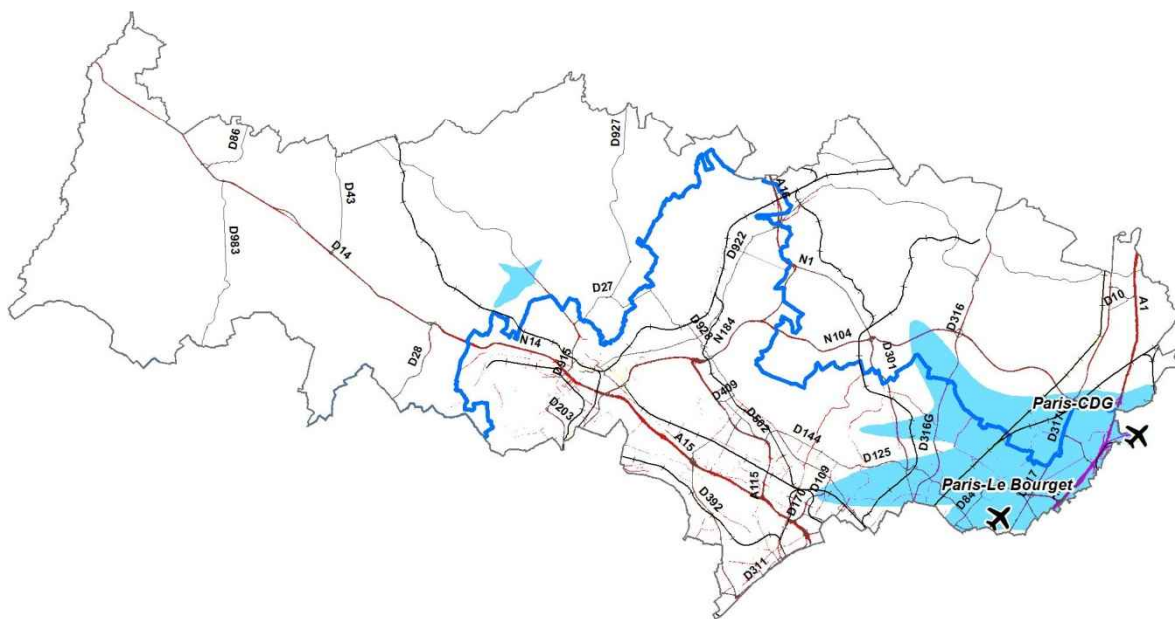 D86
D927
D43
D983
D14
A16
D922
N1
D27
D10
A1
D316
D928
N184
N104
D301
N14
D915
D28
D409
Paris-CDG
D203
D502
D144
D316G
D317
D125
A15
A115
D109
D170
Paris-Le Bourget
D84
D392
D311